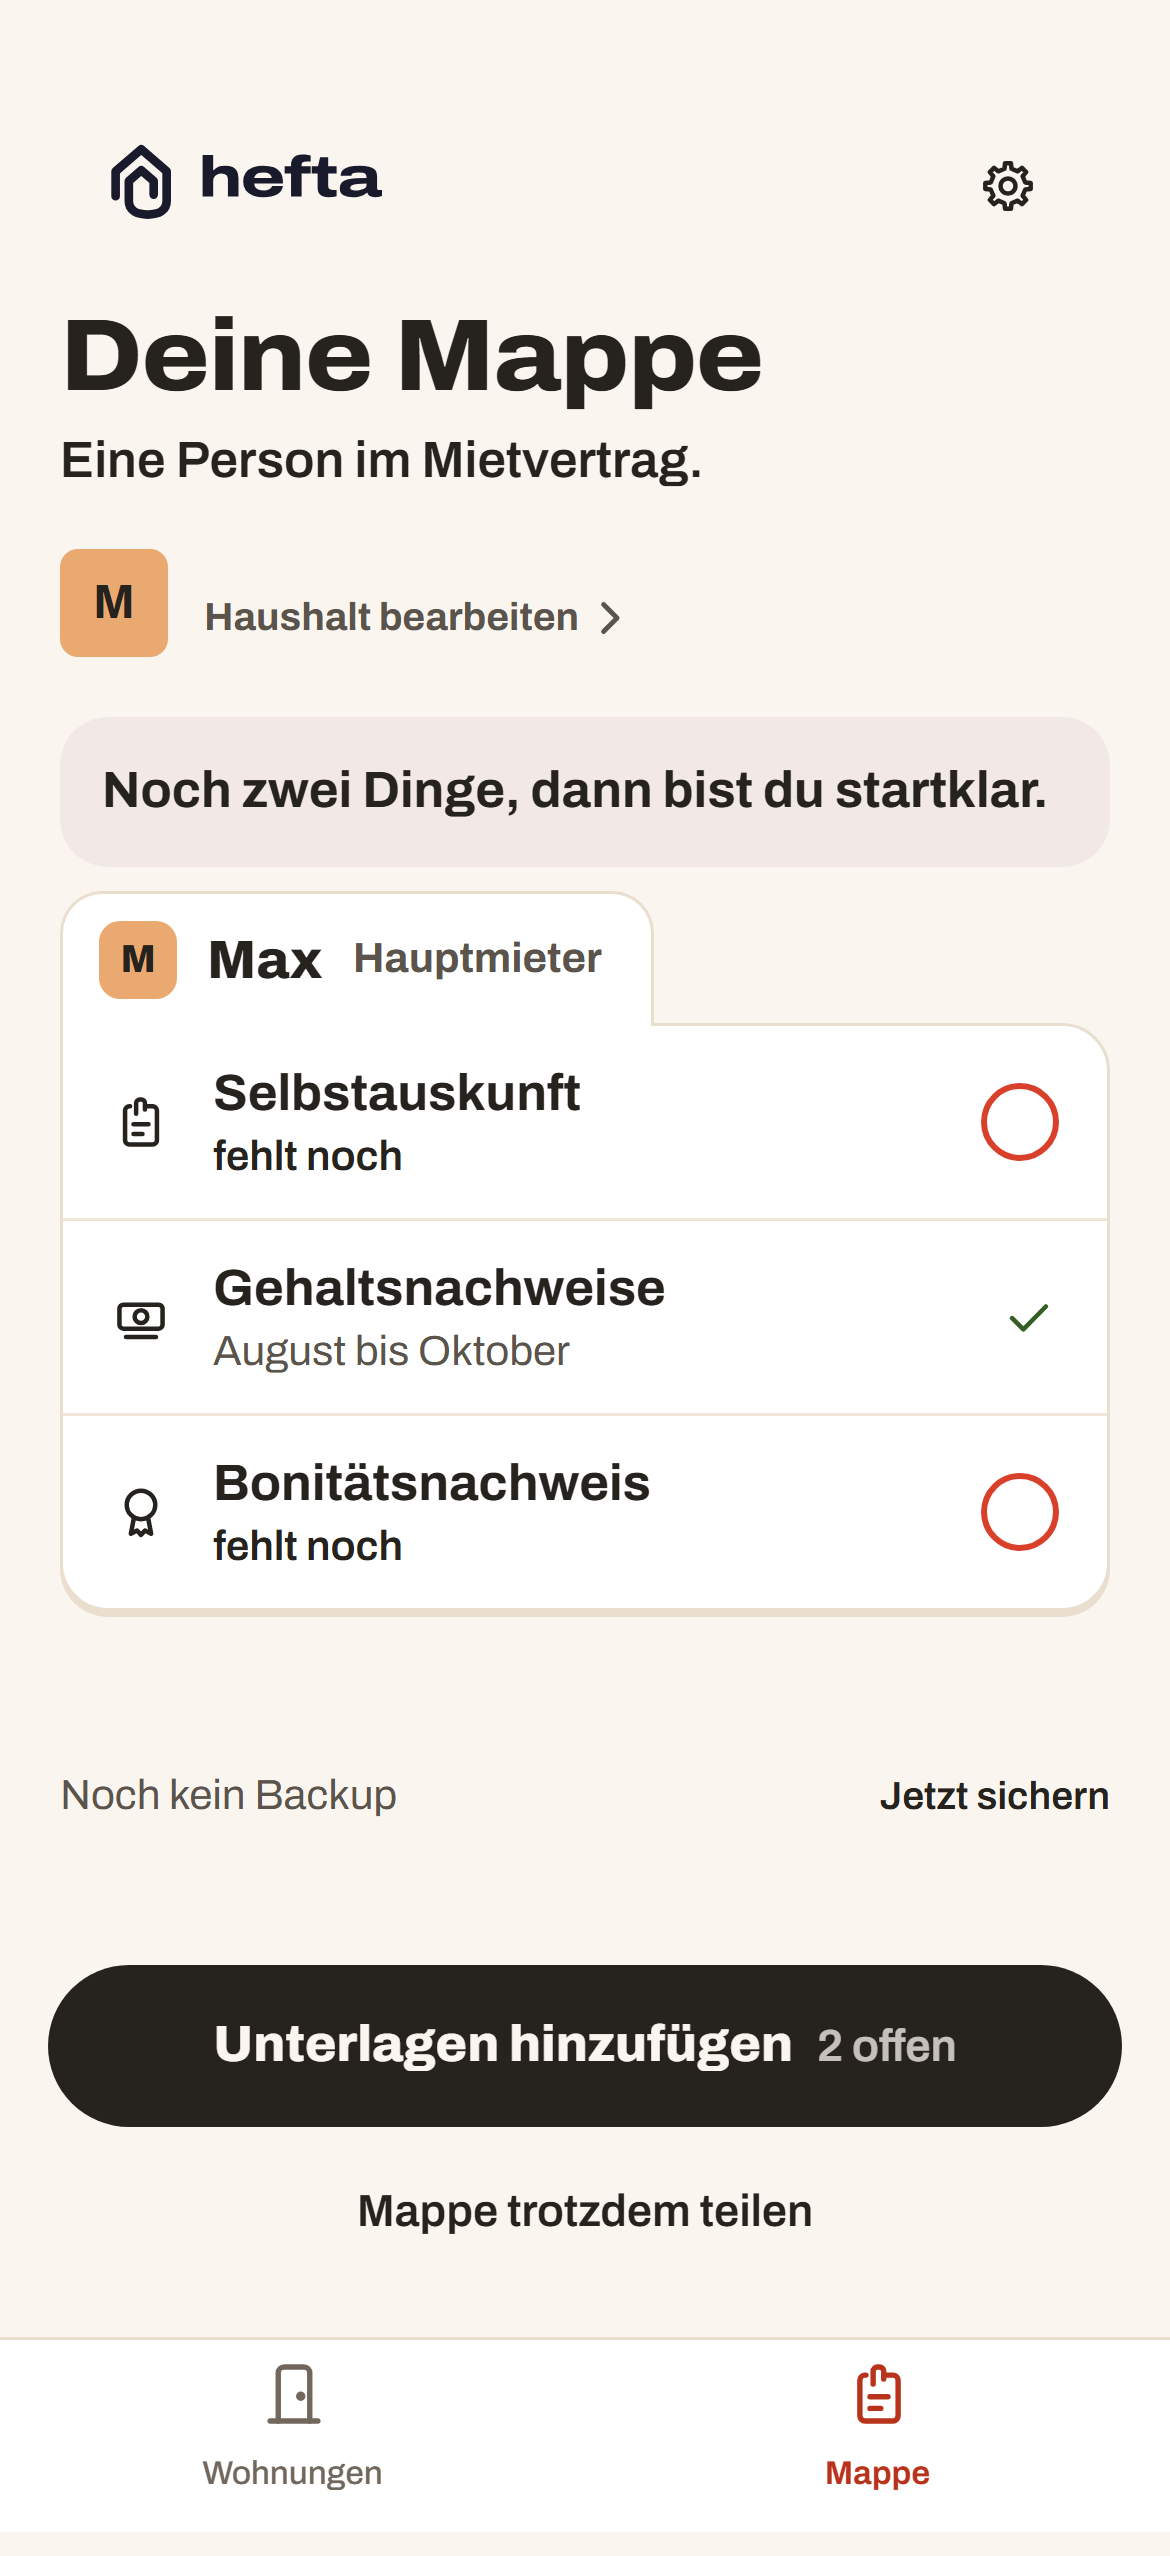 hefta
Deine Mappe
Eine Person im Mietvertrag.
M
Haushalt bearbeiten
Noch zwei Dinge, dann bist du startklar.
M Max Hauptmieter
Selbstauskunft
fehlt noch
Gehaltsnachweise
August bis Oktober
Bonitätsnachweis
fehlt noch
Noch kein Backup
Jetzt sichern
Unterlagen hinzufügen 2 offen
Mappe trotzdem teilen
Wohnungen
Mappe